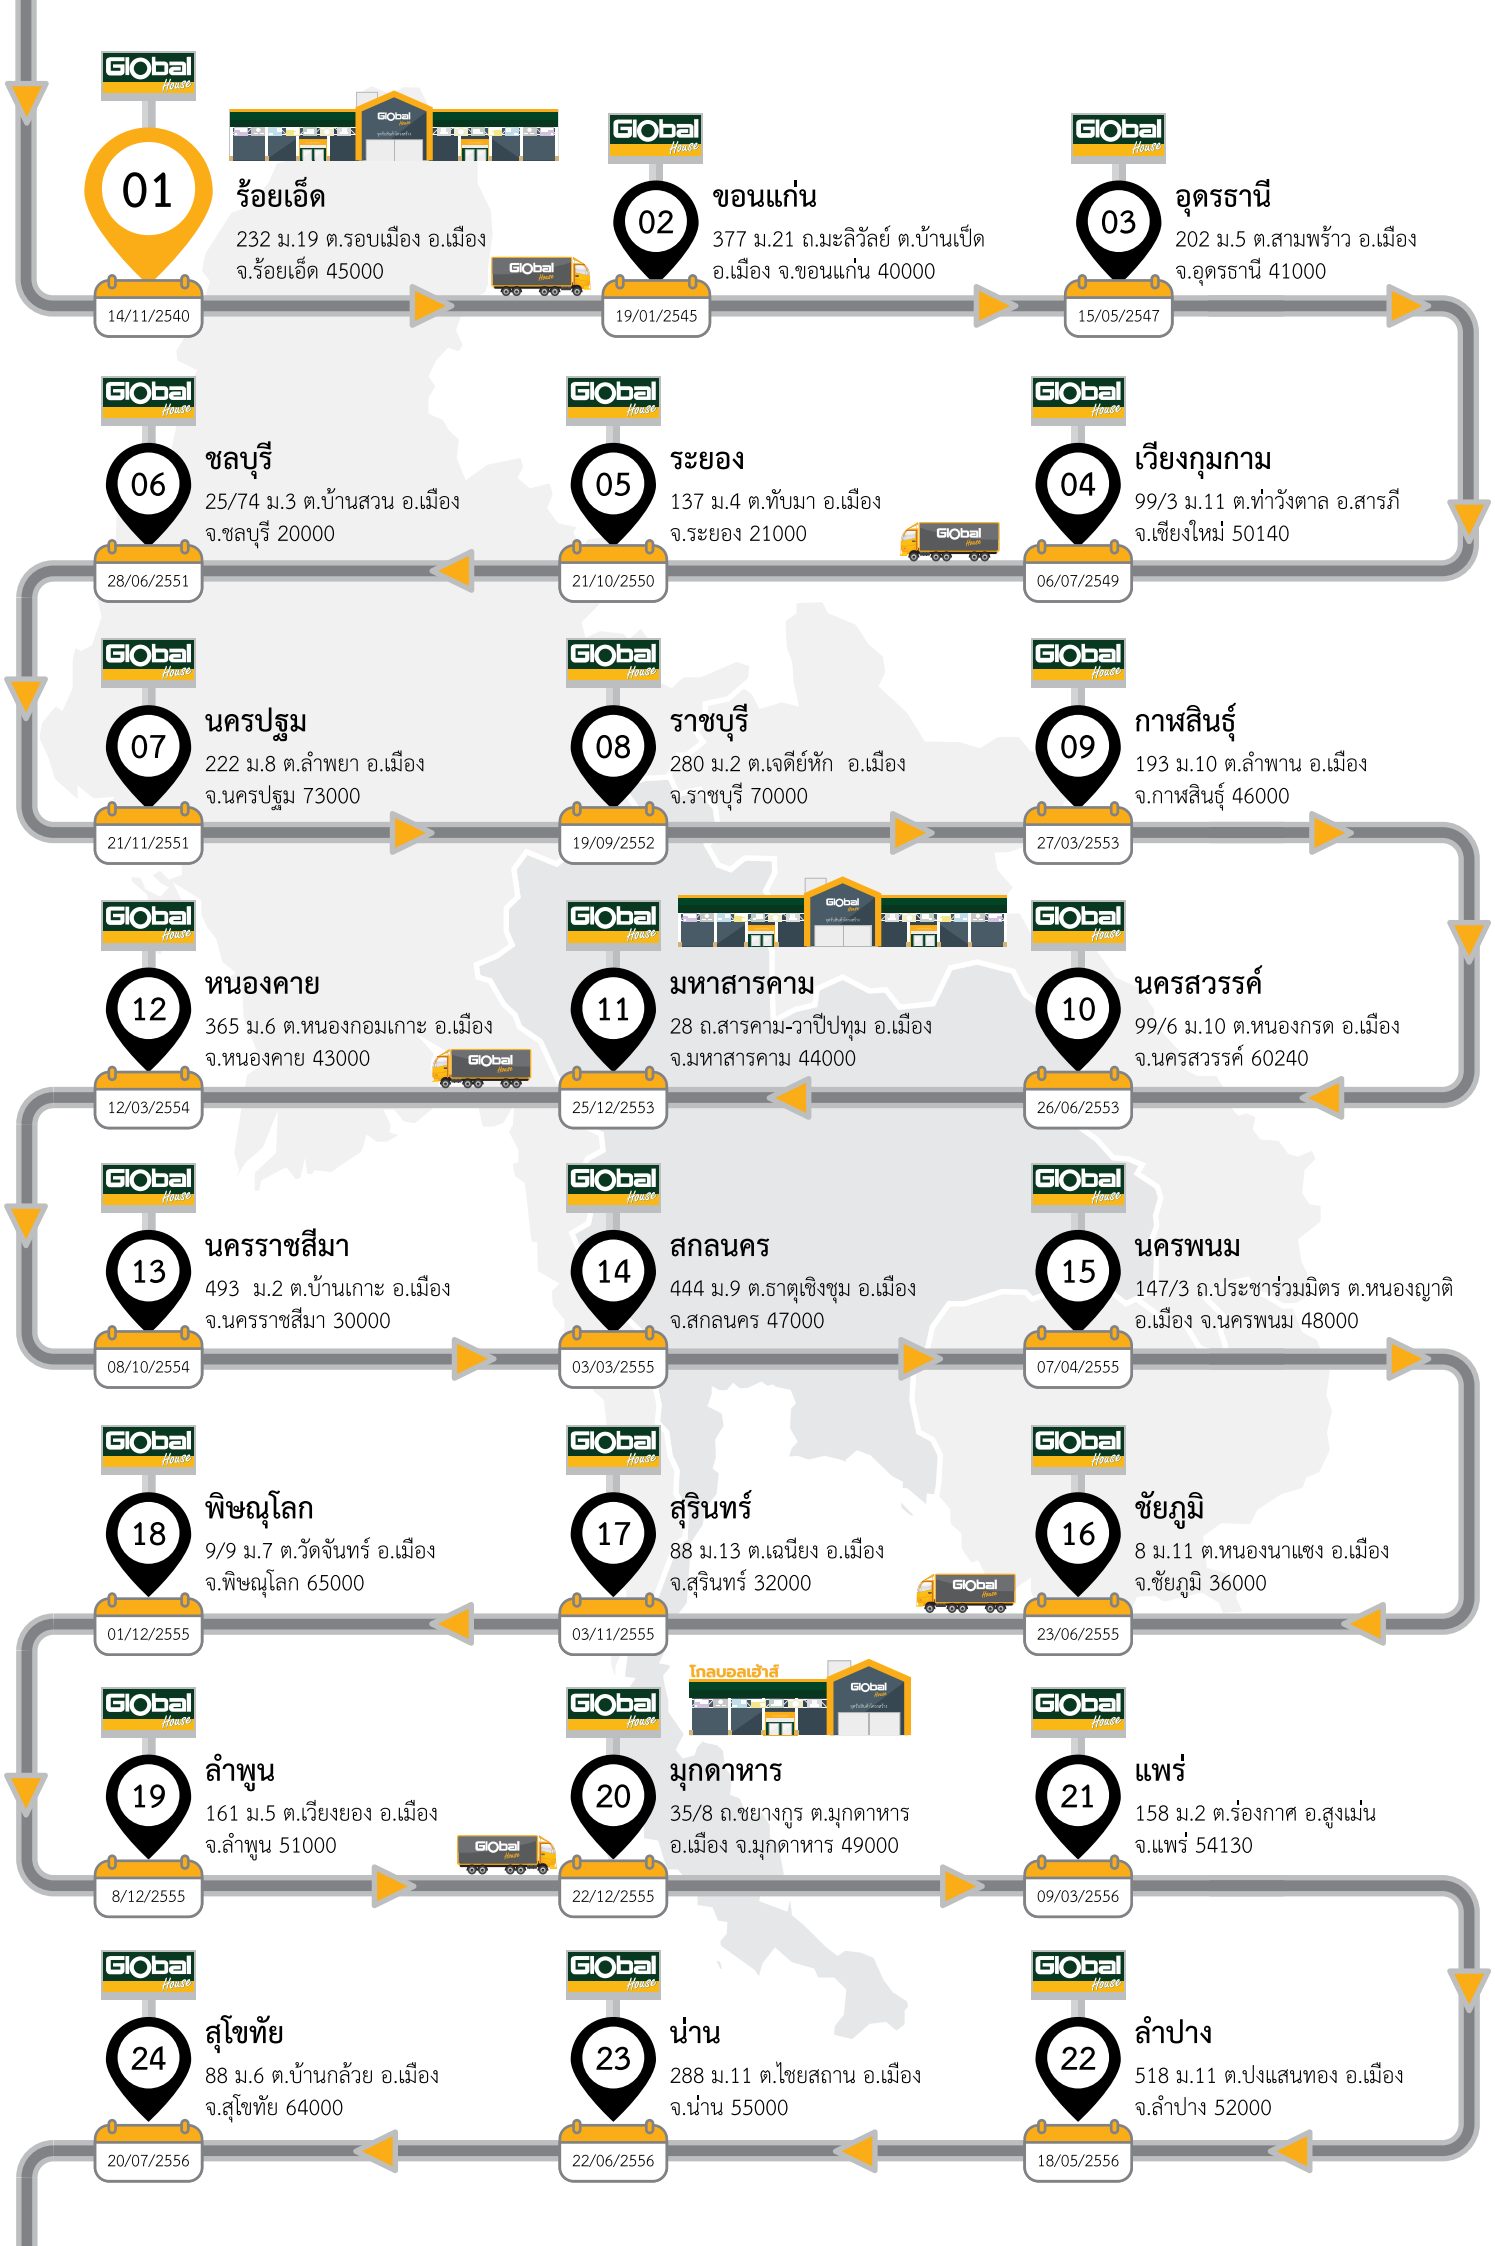 Global
House
01
Global
House
ร้อยเอ็ด
232 ม.19 ต.รอบเมือง อ.เมือง
จ.ร้อยเอ็ด 45000
14/11/2540
Global
House
Global
House
02
ขอนแก่น
377 ม.21 ถ.มะลิวัลย์ ต.บ้านเป็ด
อ.เมือง จ.ขอนแก่น 40000
19/01/2545
Global
House
03
อุดรธานี
202 ม.5 ต.สามพร้าว อ.เมือง
จ.อุดรธานี 41000
15/05/2547
Global
House
04
เวียงกุมกาม
99/3 ม.11 ต.ท่าวังตาล อ.สารภี
จ.เชียงใหม่ 50140
06/07/2549
Global
House
Global
House
05
ระยอง
137 ม.4 ต.ทับมา อ.เมือง
จ.ระยอง 21000
21/10/2550
Global
House
06
ชลบุรี
25/74 ม.3 ต.บ้านสวน อ.เมือง
จ.ชลบุรี 20000
28/06/2551
Global
House
07
นครปฐม
222 ม.8 ต.ลำพยา อ.เมือง
จ.นครปฐม 73000
21/11/2551
Global
House
08
ราชบุรี
280 ม.2 ต.เจดีย์หัก อ.เมือง
จ.ราชบุรี 70000
19/09/2552
Global
House
09
กาฬสินธุ์
193 ม.10 ต.ลำพาน อ.เมือง
จ.กาฬสินธุ์ 46000
27/03/2553
Global
House
10
นครสวรรค์
99/6 ม.10 ต.หนองกรด อ.เมือง
จ.นครสวรรค์ 60240
26/06/2553
Global
House
Global
House
11
มหาสารคาม
28 ถ.สารคาม-วาปีปทุม อ.เมือง
จ.มหาสารคาม 44000
25/12/2553
Global
House
Global
House
12
หนองคาย
365 ม.6 ต.หนองกอมเกาะ อ.เมือง
จ.หนองคาย 43000
12/03/2554
Global
House
13
นครราชสีมา
493 ม.2 ต.บ้านเกาะ อ.เมือง
จ.นครราชสีมา 30000
08/10/2554
Global
House
14
สกลนคร
444 ม.9 ต.ธาตุเชิงชุม อ.เมือง
จ.สกลนคร 47000
03/03/2555
Global
House
15
นครพนม
147/3 ถ.ประชาร่วมมิตร ต.หนองญาติ
อ.เมือง จ.นครพนม 48000
07/04/2555
Global
House
16
ชัยภูมิ
8 ม.11 ต.หนองนาแซง อ.เมือง
จ.ชัยภูมิ 36000
23/06/2555
Global
House
Global
House
17
สุรินทร์
88 ม.13 ต.เฉนียง อ.เมือง
จ.สุรินทร์ 32000
03/11/2555
Global
House
18
พิษณุโลก
9/9 ม.7 ต.วัดจันทร์ อ.เมือง
จ.พิษณุโลก 65000
01/12/2555
Global
House
19
ลำพูน
161 ม.5 ต.เวียงยอง อ.เมือง
จ.ลำพูน 51000
8/12/2555
Global
House
Global
House
โกลบอลเฮ้าส์
Global
House
20
มุกดาหาร
35/8 ถ.ชยางกูร ต.มุกดาหาร
อ.เมือง จ.มุกดาหาร 49000
22/12/2555
Global
House
21
แพร่
158 ม.2 ต.ร่องกาศ อ.สูงเม่น
จ.แพร่ 54130
09/03/2556
Global
House
22
ลำปาง
518 ม.11 ต.ปงแสนทอง อ.เมือง
จ.ลำปาง 52000
18/05/2556
Global
House
23
น่าน
288 ม.11 ต.ไชยสถาน อ.เมือง
จ.น่าน 55000
22/06/2556
Global
House
24
สุโขทัย
88 ม.6 ต.บ้านกล้วย อ.เมือง
จ.สุโขทัย 64000
20/07/2556